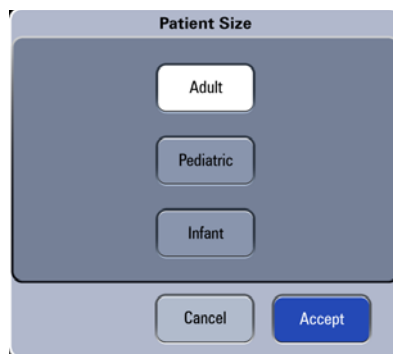 Patient Size
Adult
Pediatric
Infant
Cancel Accept